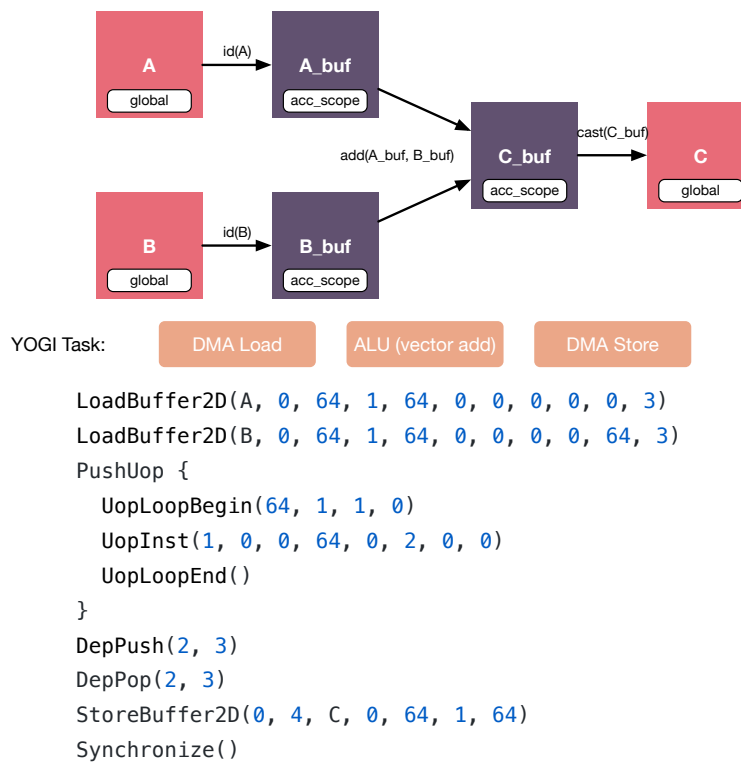 A
global
id(A)
A_buf
acc_scope
add(A_buf, B_buf)
C_buf
acc_scope
cast(C_buf)
C
global
B
global
id(B)
B_buf
acc_scope
YOGI Task:
DMA Load
ALU (vector add)
DMA Store
LoadBuffer2D(A, 0, 64, 1, 64, 0, 0, 0, 0, 0, 3)
LoadBuffer2D(B, 0, 64, 1, 64, 0, 0, 0, 0, 64, 3)
PushUop {
  UopLoopBegin(64, 1, 1, 0)
  UopInst(1, 0, 0, 64, 0, 2, 0, 0)
  UopLoopEnd()
}
DepPush(2, 3)
DepPop(2, 3)
StoreBuffer2D(0, 4, C, 0, 64, 1, 64)
Synchronize()